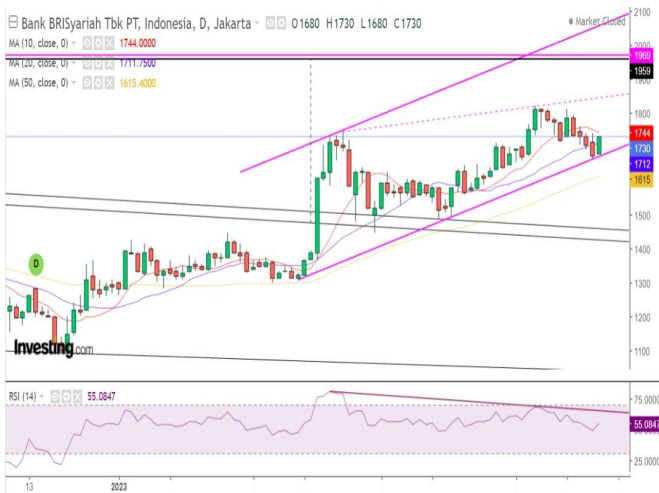 Bank BRISyariah Tbk PT, Indonesia, D, Jakarta O1680 H1730 L1680 C1730
Market Closed
MA (10, close, 0) 1744.0000
MA (20, close, 0) 1711.7500
MA (50, close, 0) 1615.4000
2100
2000
1969
1959
1800
1744
1730
1712
1615
1500
1400
1300
1200
1100
D
Investing.com
RSI (14) 55.0847
75.0000
55.0847
25.0000
13
2023